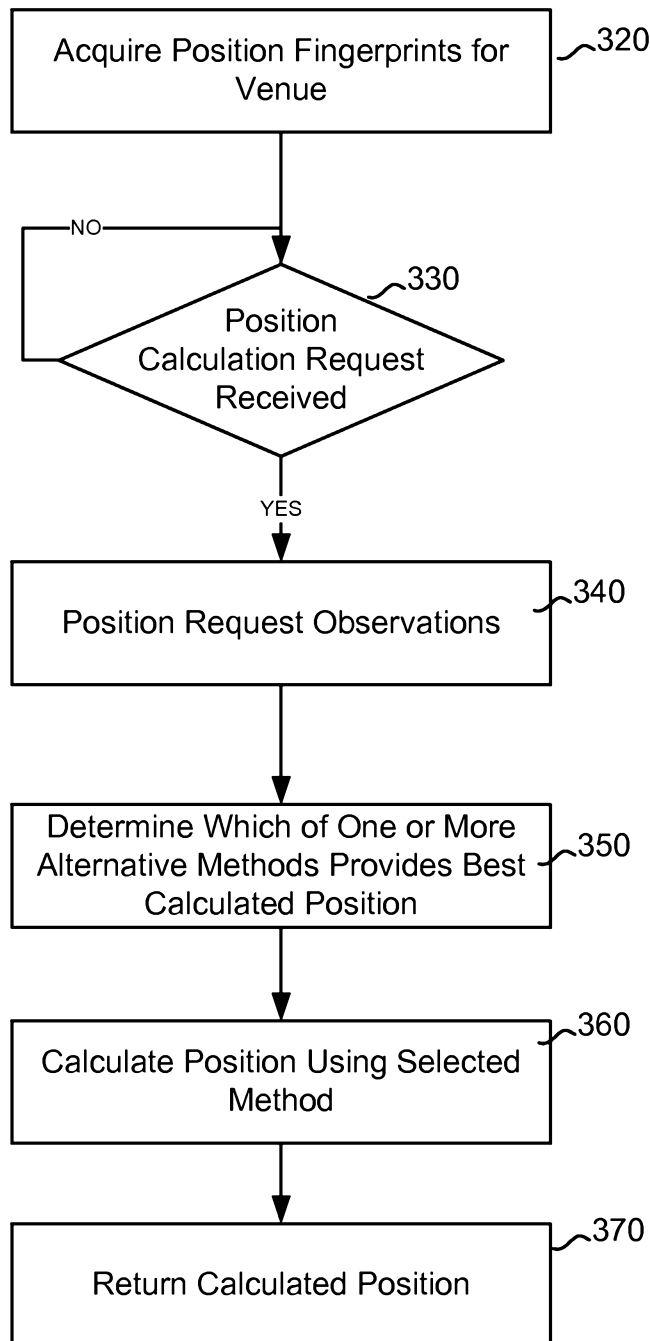 Acquire Position Fingerprints for
Venue
320
NO
330
Position
Calculation Request
Received
YES
340
Position Request Observations
Determine Which of One or More
Alternative Methods Provides Best
Calculated Position
350
360
Calculate Position Using Selected
Method
370
Return Calculated Position